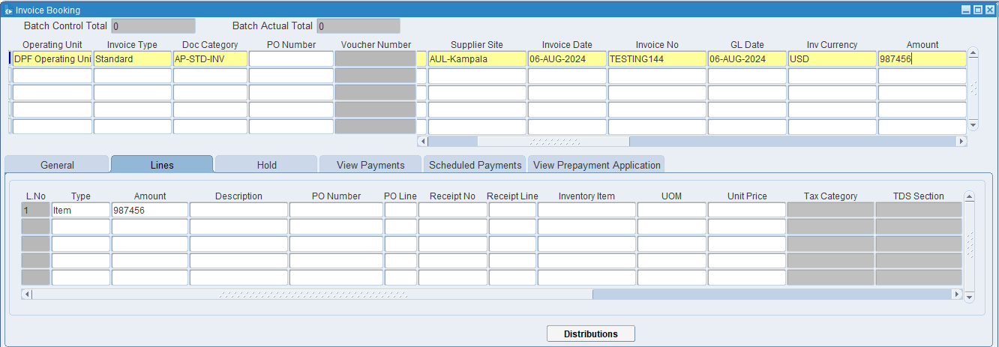 Invoice Booking
Batch Control Total 0 Batch Actual Total 0
Operating Unit Invoice Type Doc Category PO Number Voucher Number Supplier Site Invoice Date Invoice No GL Date Inv Currency Amount
DPF Operating Uni Standard AP-STD-INV AUL-Kampala 06-AUG-2024 TESTING144 06-AUG-2024 USD 987456
General Lines Hold View Payments Scheduled Payments View Prepayment Application
L.No Type Amount Description PO Number PO Line Receipt No Receipt Line Inventory Item UOM Unit Price Tax Category TDS Section
1 Item 987456
Distributions